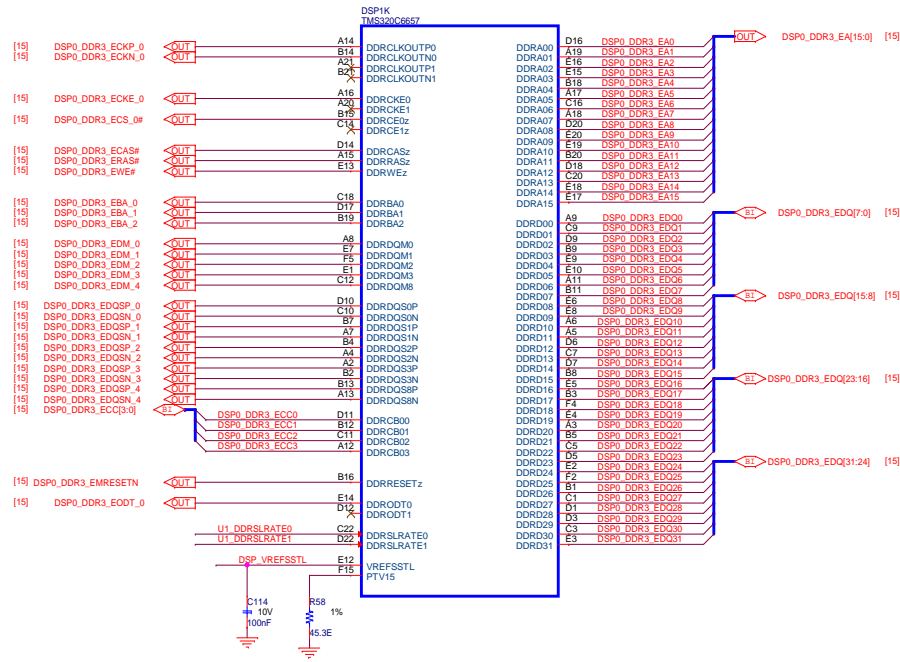 DSP1K
TMS320C6657
[15] DSP0_DDR3_ECKP_0 OUT A14 DDRCLKOUTP0
[15] DSP0_DDR3_ECKN_0 OUT B14 DDRCLKOUTN0
A21 DDRCLKOUTP1
B21 DDRCLKOUTN1
[15] DSP0_DDR3_ECKE_0 OUT A16 DDRCKE0
A20 DDRCKE1
[15] DSP0_DDR3_ECS_0# OUT B15 DDRCE0z
C14 DDRCE1z
[15] DSP0_DDR3_ECAS# OUT D14 DDRCASz
[15] DSP0_DDR3_ERAS# OUT A15 DDRRASz
[15] DSP0_DDR3_EWE# OUT E13 DDRWEz
[15] DSP0_DDR3_EBA_0 OUT C18 DDRBA0
[15] DSP0_DDR3_EBA_1 OUT D17 DDRBA1
[15] DSP0_DDR3_EBA_2 OUT B19 DDRBA2
[15] DSP0_DDR3_EDM_0 OUT A8 DDRDQM0
[15] DSP0_DDR3_EDM_1 OUT E7 DDRDQM1
[15] DSP0_DDR3_EDM_2 OUT F5 DDRDQM2
[15] DSP0_DDR3_EDM_3 OUT E1 DDRDQM3
[15] DSP0_DDR3_EDM_4 OUT C12 DDRDQM8
[15] DSP0_DDR3_EDQSP_0 OUT D10 DDRDQS0P
[15] DSP0_DDR3_EDQSN_0 OUT C10 DDRDQS0N
[15] DSP0_DDR3_EDQSP_1 OUT B7 DDRDQS1P
[15] DSP0_DDR3_EDQSN_1 OUT A7 DDRDQS1N
[15] DSP0_DDR3_EDQSP_2 OUT B4 DDRDQS2P
[15] DSP0_DDR3_EDQSN_2 OUT A4 DDRDQS2N
[15] DSP0_DDR3_EDQSP_3 OUT A2 DDRDQS3P
[15] DSP0_DDR3_EDQSN_3 OUT B2 DDRDQS3N
[15] DSP0_DDR3_EDQSP_4 OUT B13 DDRDQS8P
[15] DSP0_DDR3_EDQSN_4 OUT A13 DDRDQS8N
[15] DSP0_DDR3_ECC[3:0] BI
DSP0_DDR3_ECC0 D11 DDRCB00
DSP0_DDR3_ECC1 B12 DDRCB01
DSP0_DDR3_ECC2 C11 DDRCB02
DSP0_DDR3_ECC3 A12 DDRCB03
[15] DSP0_DDR3_EMRESETN OUT B16 DDRRESETz
[15] DSP0_DDR3_EODT_0 OUT E14 DDRODT0
D12 DDRODT1
U1_DDRSLRATE0 C22 DDRSLRATE0
U1_DDRSLRATE1 D22 DDRSLRATE1
DSP_VREFSSTL E12 VREFSSTL
F15 PTV15
C114
10V
100nF
R58
1%
45.3E
DDRA00 D16 DSP0_DDR3_EA0 OUT DSP0_DDR3_EA[15:0] [15]
DDRA01 A19 DSP0_DDR3_EA1
DDRA02 E16 DSP0_DDR3_EA2
DDRA03 E15 DSP0_DDR3_EA3
DDRA04 B18 DSP0_DDR3_EA4
DDRA05 A17 DSP0_DDR3_EA5
DDRA06 C16 DSP0_DDR3_EA6
DDRA07 A18 DSP0_DDR3_EA7
DDRA08 D20 DSP0_DDR3_EA8
DDRA09 E20 DSP0_DDR3_EA9
DDRA10 E19 DSP0_DDR3_EA10
DDRA11 B20 DSP0_DDR3_EA11
DDRA12 D18 DSP0_DDR3_EA12
DDRA13 C20 DSP0_DDR3_EA13
DDRA14 E18 DSP0_DDR3_EA14
DDRA15 E17 DSP0_DDR3_EA15
DDRD00 A9 DSP0_DDR3_EDQ0 BI DSP0_DDR3_EDQ[7:0] [15]
DDRD01 C9 DSP0_DDR3_EDQ1
DDRD02 D9 DSP0_DDR3_EDQ2
DDRD03 B9 DSP0_DDR3_EDQ3
DDRD04 E9 DSP0_DDR3_EDQ4
DDRD05 E10 DSP0_DDR3_EDQ5
DDRD06 A11 DSP0_DDR3_EDQ6
DDRD07 B11 DSP0_DDR3_EDQ7
DDRD08 E6 DSP0_DDR3_EDQ8 BI DSP0_DDR3_EDQ[15:8] [15]
DDRD09 E8 DSP0_DDR3_EDQ9
DDRD10 A6 DSP0_DDR3_EDQ10
DDRD11 A5 DSP0_DDR3_EDQ11
DDRD12 D6 DSP0_DDR3_EDQ12
DDRD13 C7 DSP0_DDR3_EDQ13
DDRD14 D7 DSP0_DDR3_EDQ14
DDRD15 B8 DSP0_DDR3_EDQ15
DDRD16 E5 DSP0_DDR3_EDQ16 BI DSP0_DDR3_EDQ[23:16] [15]
DDRD17 B3 DSP0_DDR3_EDQ17
DDRD18 F4 DSP0_DDR3_EDQ18
DDRD19 E4 DSP0_DDR3_EDQ19
DDRD20 A3 DSP0_DDR3_EDQ20
DDRD21 B5 DSP0_DDR3_EDQ21
DDRD22 C5 DSP0_DDR3_EDQ22
DDRD23 D5 DSP0_DDR3_EDQ23
DDRD24 E2 DSP0_DDR3_EDQ24 BI DSP0_DDR3_EDQ[31:24] [15]
DDRD25 F2 DSP0_DDR3_EDQ25
DDRD26 B1 DSP0_DDR3_EDQ26
DDRD27 C1 DSP0_DDR3_EDQ27
DDRD28 D1 DSP0_DDR3_EDQ28
DDRD29 D3 DSP0_DDR3_EDQ29
DDRD30 C3 DSP0_DDR3_EDQ30
DDRD31 E3 DSP0_DDR3_EDQ31